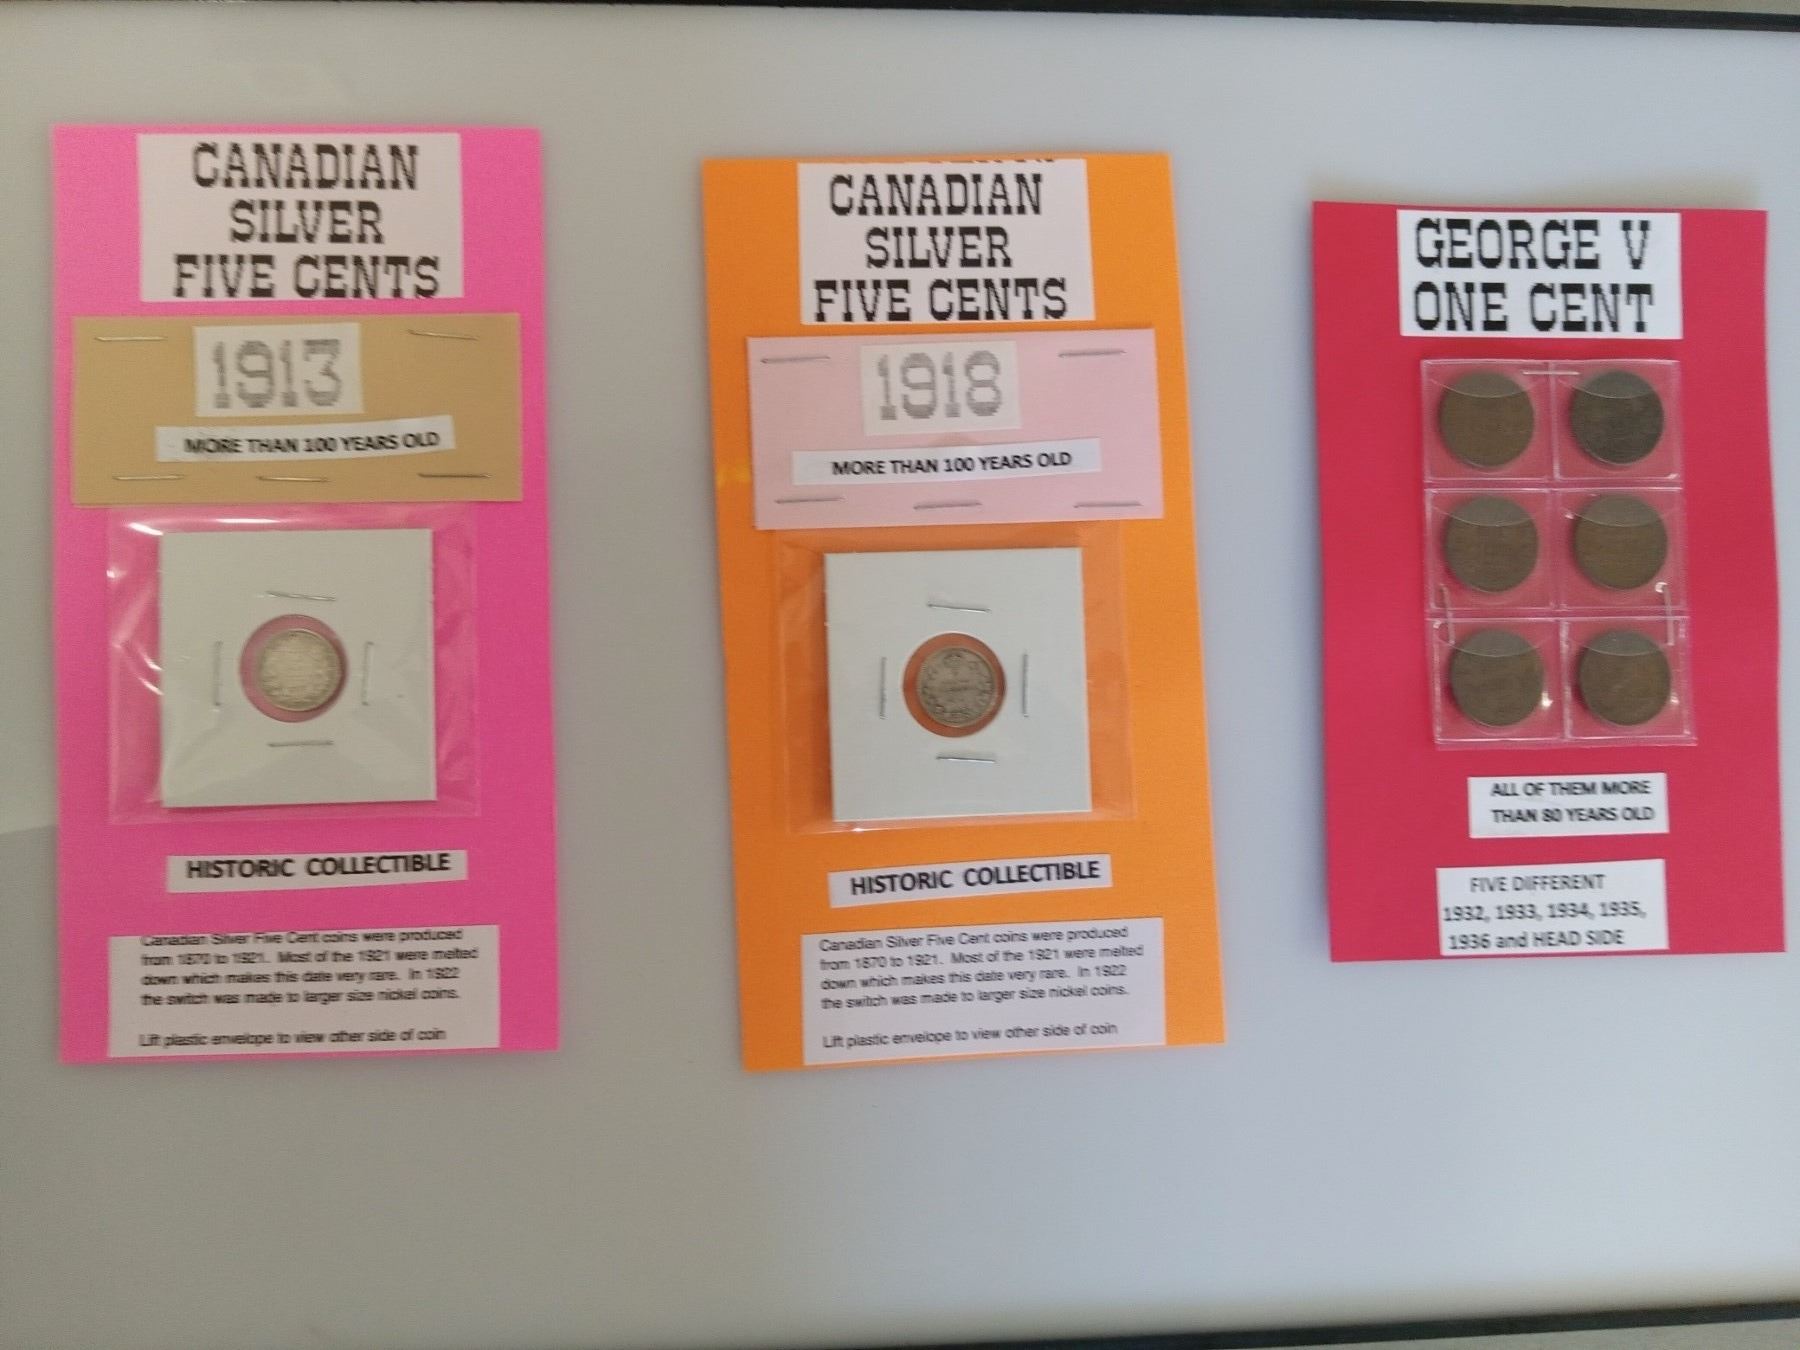 CANADIAN
SILVER
FIVE CENTS
1913
MORE THAN 100 YEARS OLD
HISTORIC COLLECTIBLE
Canadian Silver Five Cent coins were produced
from 1870 to 1921. Most of the 1921 were melted
down which makes this date very rare. In 1922
the switch was made to larger size nickel coins.
Lift plastic envelope to view other side of coin
CANADIAN
SILVER
FIVE CENTS
1918
MORE THAN 100 YEARS OLD
HISTORIC COLLECTIBLE
Canadian Silver Five Cent coins were produced
from 1870 to 1921. Most of the 1921 were melted
down which makes this date very rare. In 1922
the switch was made to larger size nickel coins.
Lift plastic envelope to view other side of coin
GEORGE V
ONE CENT
ALL OF THEM MORE
THAN 80 YEARS OLD
FIVE DIFFERENT
1932, 1933, 1934, 1935,
1936 and HEAD SIDE